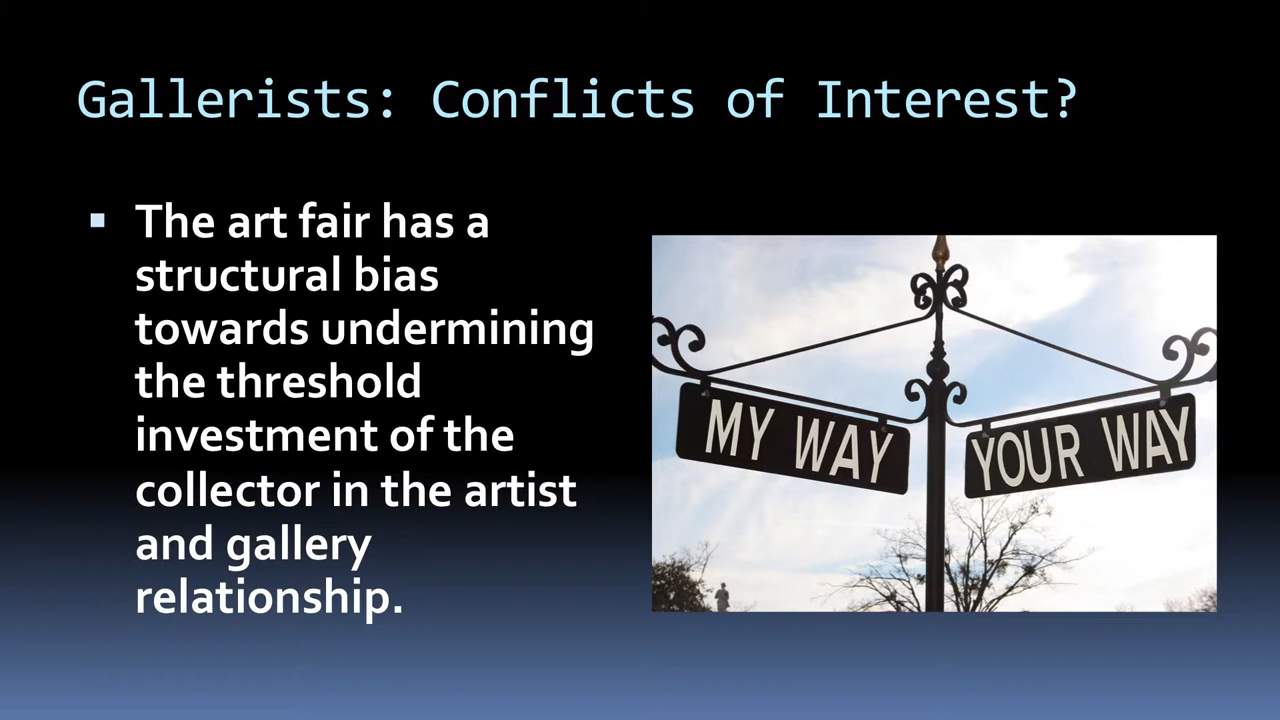 Gallerists: Conflicts of Interest?
The art fair has a
structural bias
towards undermining
the threshold
investment of the
collector in the artist
and gallery
relationship.
MY WAY
YOUR WAY